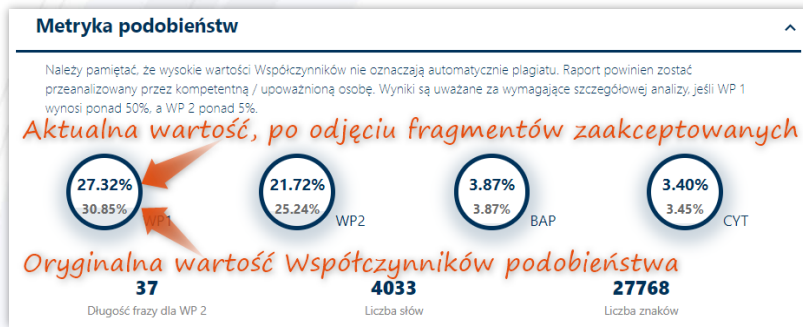 Metryka podobieństw
Należy pamiętać, że wysokie wartości Współczynników nie oznaczają automatycznie plagiatu. Raport powinien zostać
przeanalizowany przez kompetentną / upoważnioną osobę. Wyniki są uważane za wymagające szczegółowej analizy, jeśli WP 1
wynosi ponad 50%, a WP 2 ponad 5%.
Aktualna wartość, po odjęciu fragmentów zaakceptowanych
27.32% 21.72% 3.87% 3.40%
30.85% 25.24% 3.87% 3.45%
WP1 WP2 BAP CYT
Oryginalna wartość Współczynników podobieństwa
37 4033 27768
Długość frazy dla WP 2 Liczba słów Liczba znaków